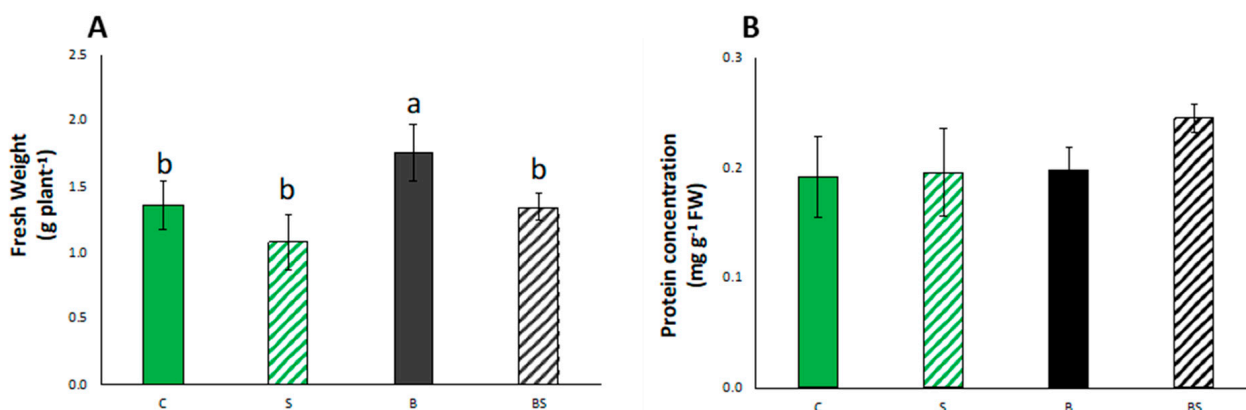 A
Fresh Weight
(g plant⁻¹)
2.5
2.0
1.5
1.0
0.5
0.0
b
b
a
b
C
S
B
BS
B
Protein concentration
(mg g⁻¹ FW)
0.3
0.2
0.1
0.0
C
S
B
BS